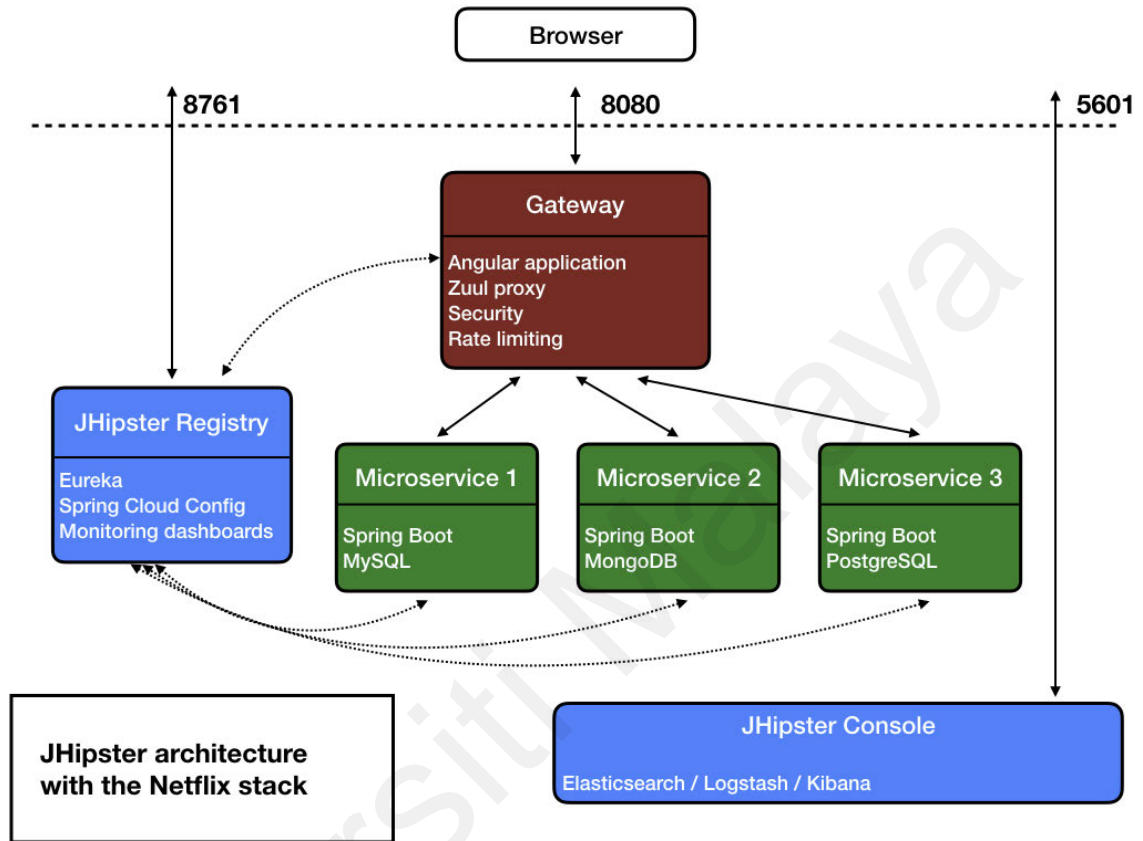 Browser
8761
8080
5601
Gateway
Angular application
Zuul proxy
Security
Rate limiting
JHipster Registry
Eureka
Spring Cloud Config
Monitoring dashboards
Microservice 1
Spring Boot
MySQL
Microservice 2
Spring Boot
MongoDB
Microservice 3
Spring Boot
PostgreSQL
JHipster architecture
with the Netflix stack
JHipster Console
Elasticsearch / Logstash / Kibana
rsiti Malaya